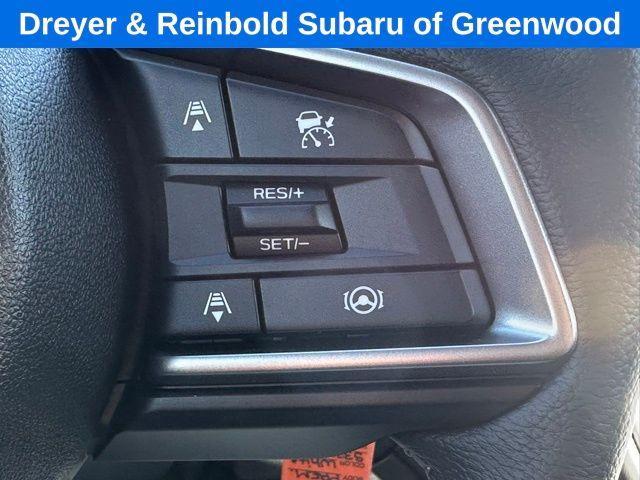 Dreyer & Reinbold Subaru of Greenwood
RES/+
SET/–